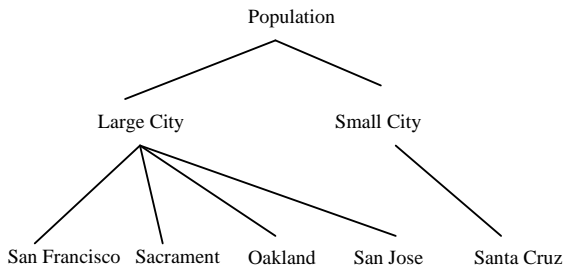 Population
Large City Small City
San Francisco Sacrament Oakland San Jose Santa Cruz